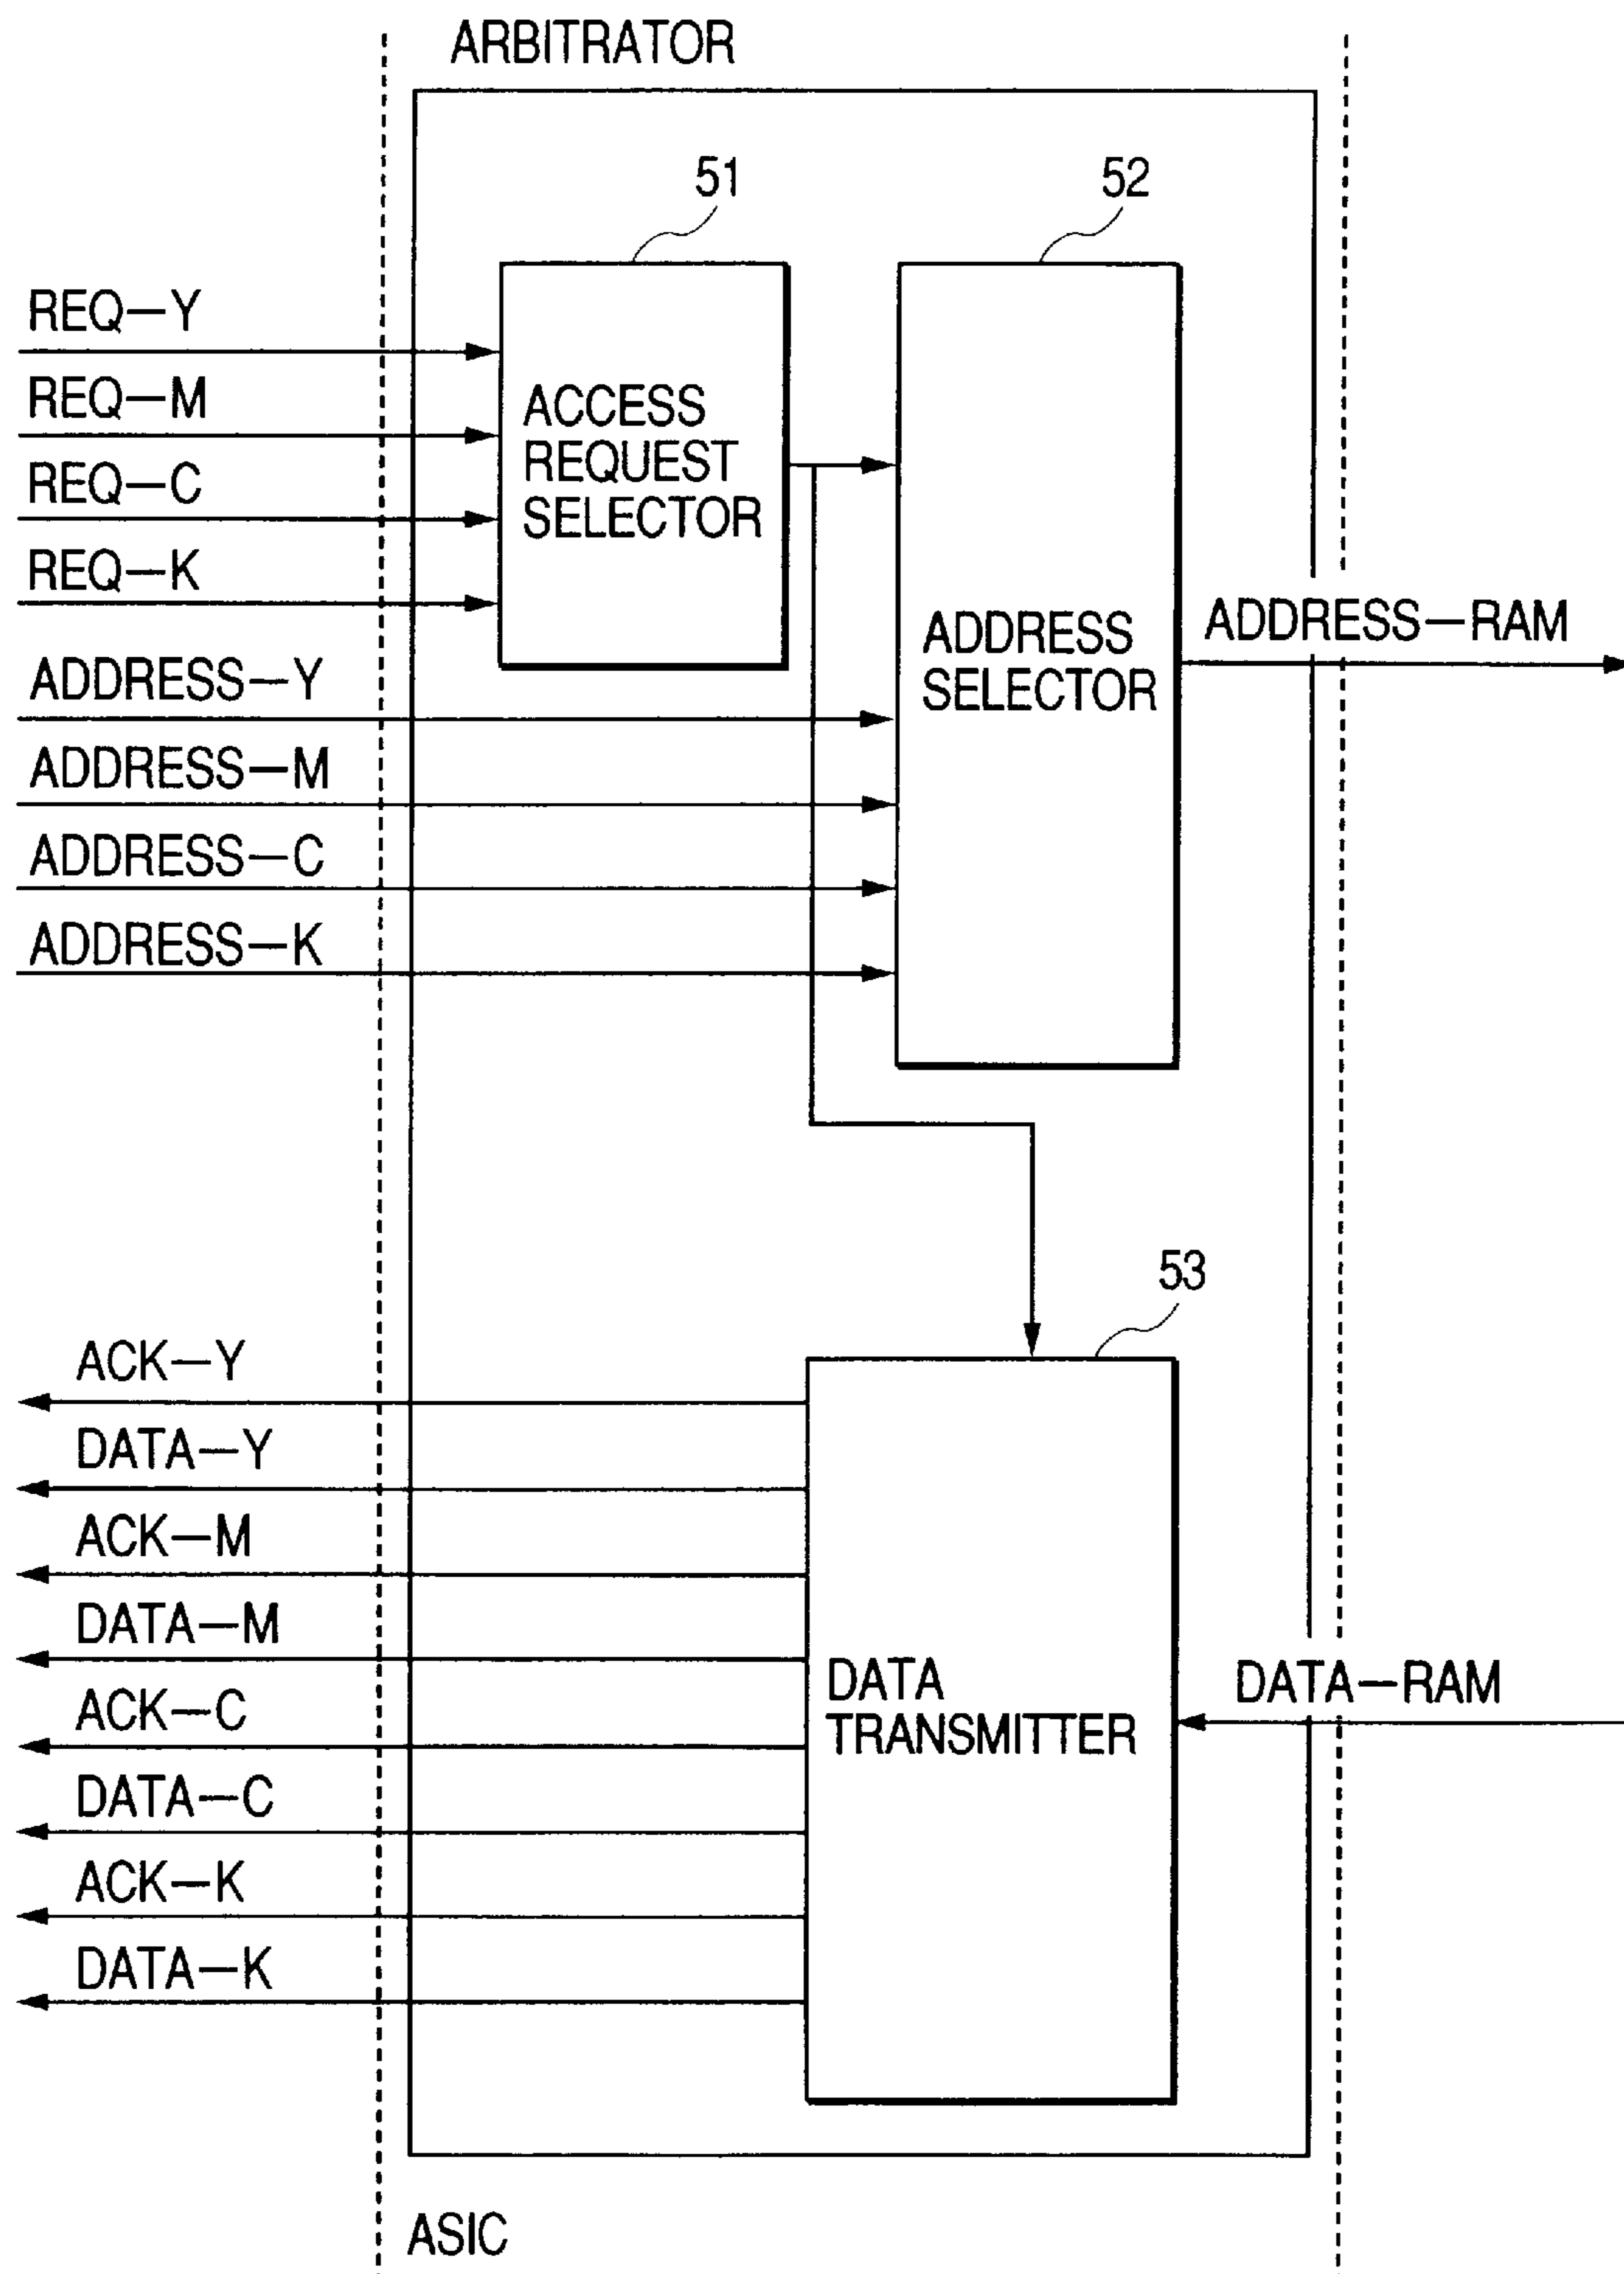 ARBITRATOR
51
52
REQ—Y
REQ—M
REQ—C
REQ—K
ACCESS
REQUEST
SELECTOR
ADDRESS—Y
ADDRESS—M
ADDRESS—C
ADDRESS—K
ADDRESS
SELECTOR
ADDRESS—RAM
53
ACK—Y
DATA—Y
ACK—M
DATA—M
ACK—C
DATA—C
ACK—K
DATA—K
DATA
TRANSMITTER
DATA—RAM
ASIC